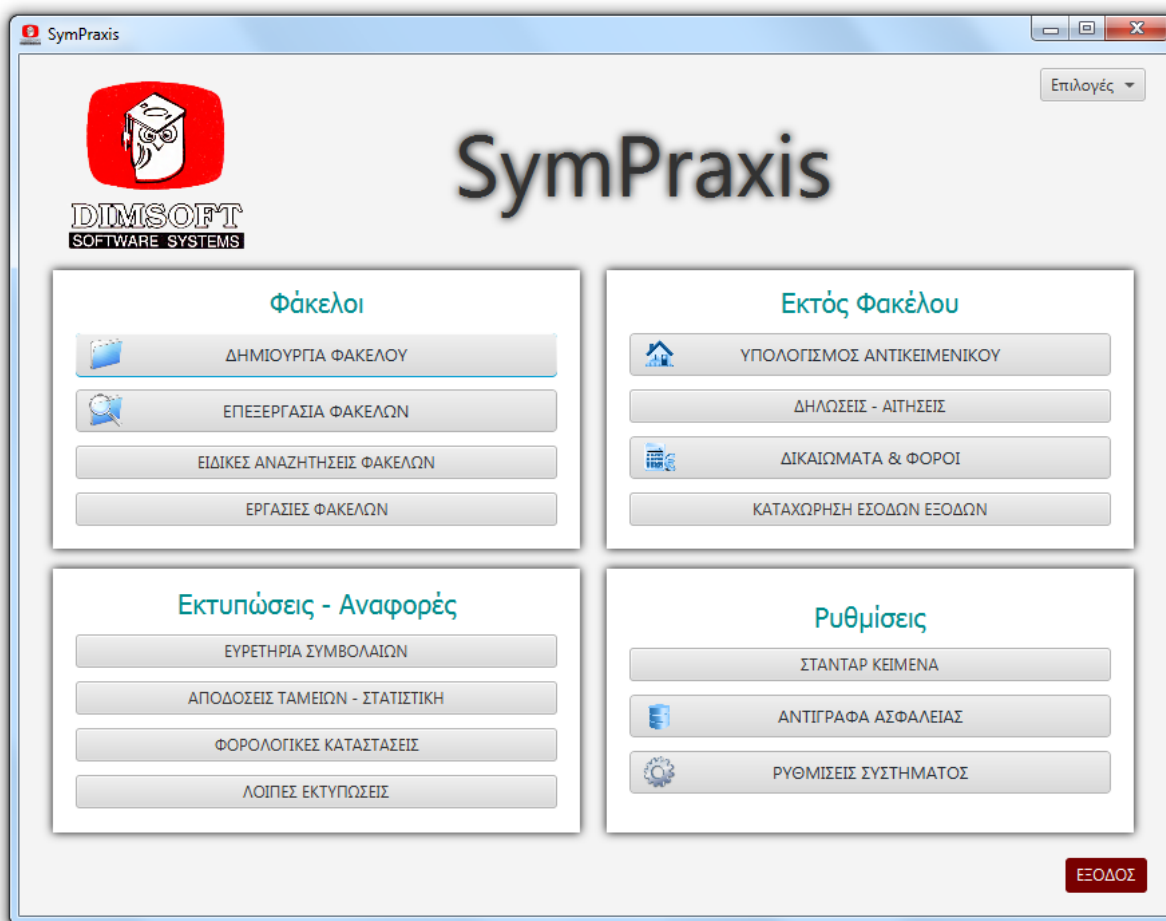 SymPraxis
Επιλογές
SymPraxis
DIMSOFT
SOFTWARE SYSTEMS
Φάκελοι
ΔΗΜΙΟΥΡΓΙΑ ΦΑΚΕΛΟΥ
ΕΠΕΞΕΡΓΑΣΙΑ ΦΑΚΕΛΩΝ
ΕΙΔΙΚΕΣ ΑΝΑΖΗΤΗΣΕΙΣ ΦΑΚΕΛΩΝ
ΕΡΓΑΣΙΕΣ ΦΑΚΕΛΩΝ
Εκτός Φακέλου
ΥΠΟΛΟΓΙΣΜΟΣ ΑΝΤΙΚΕΙΜΕΝΙΚΟΥ
ΔΗΛΩΣΕΙΣ - ΑΙΤΗΣΕΙΣ
ΔΙΚΑΙΩΜΑΤΑ & ΦΟΡΟΙ
ΚΑΤΑΧΩΡΗΣΗ ΕΣΟΔΩΝ ΕΞΟΔΩΝ
Εκτυπώσεις - Αναφορές
ΕΥΡΕΤΗΡΙΑ ΣΥΜΒΟΛΑΙΩΝ
ΑΠΟΔΟΣΕΙΣ ΤΑΜΕΙΩΝ - ΣΤΑΤΙΣΤΙΚΗ
ΦΟΡΟΛΟΓΙΚΕΣ ΚΑΤΑΣΤΑΣΕΙΣ
ΛΟΙΠΕΣ ΕΚΤΥΠΩΣΕΙΣ
Ρυθμίσεις
ΣΤΑΝΤΑΡ ΚΕΙΜΕΝΑ
ΑΝΤΙΓΡΑΦΑ ΑΣΦΑΛΕΙΑΣ
ΡΥΘΜΙΣΕΙΣ ΣΥΣΤΗΜΑΤΟΣ
ΕΞΟΔΟΣ